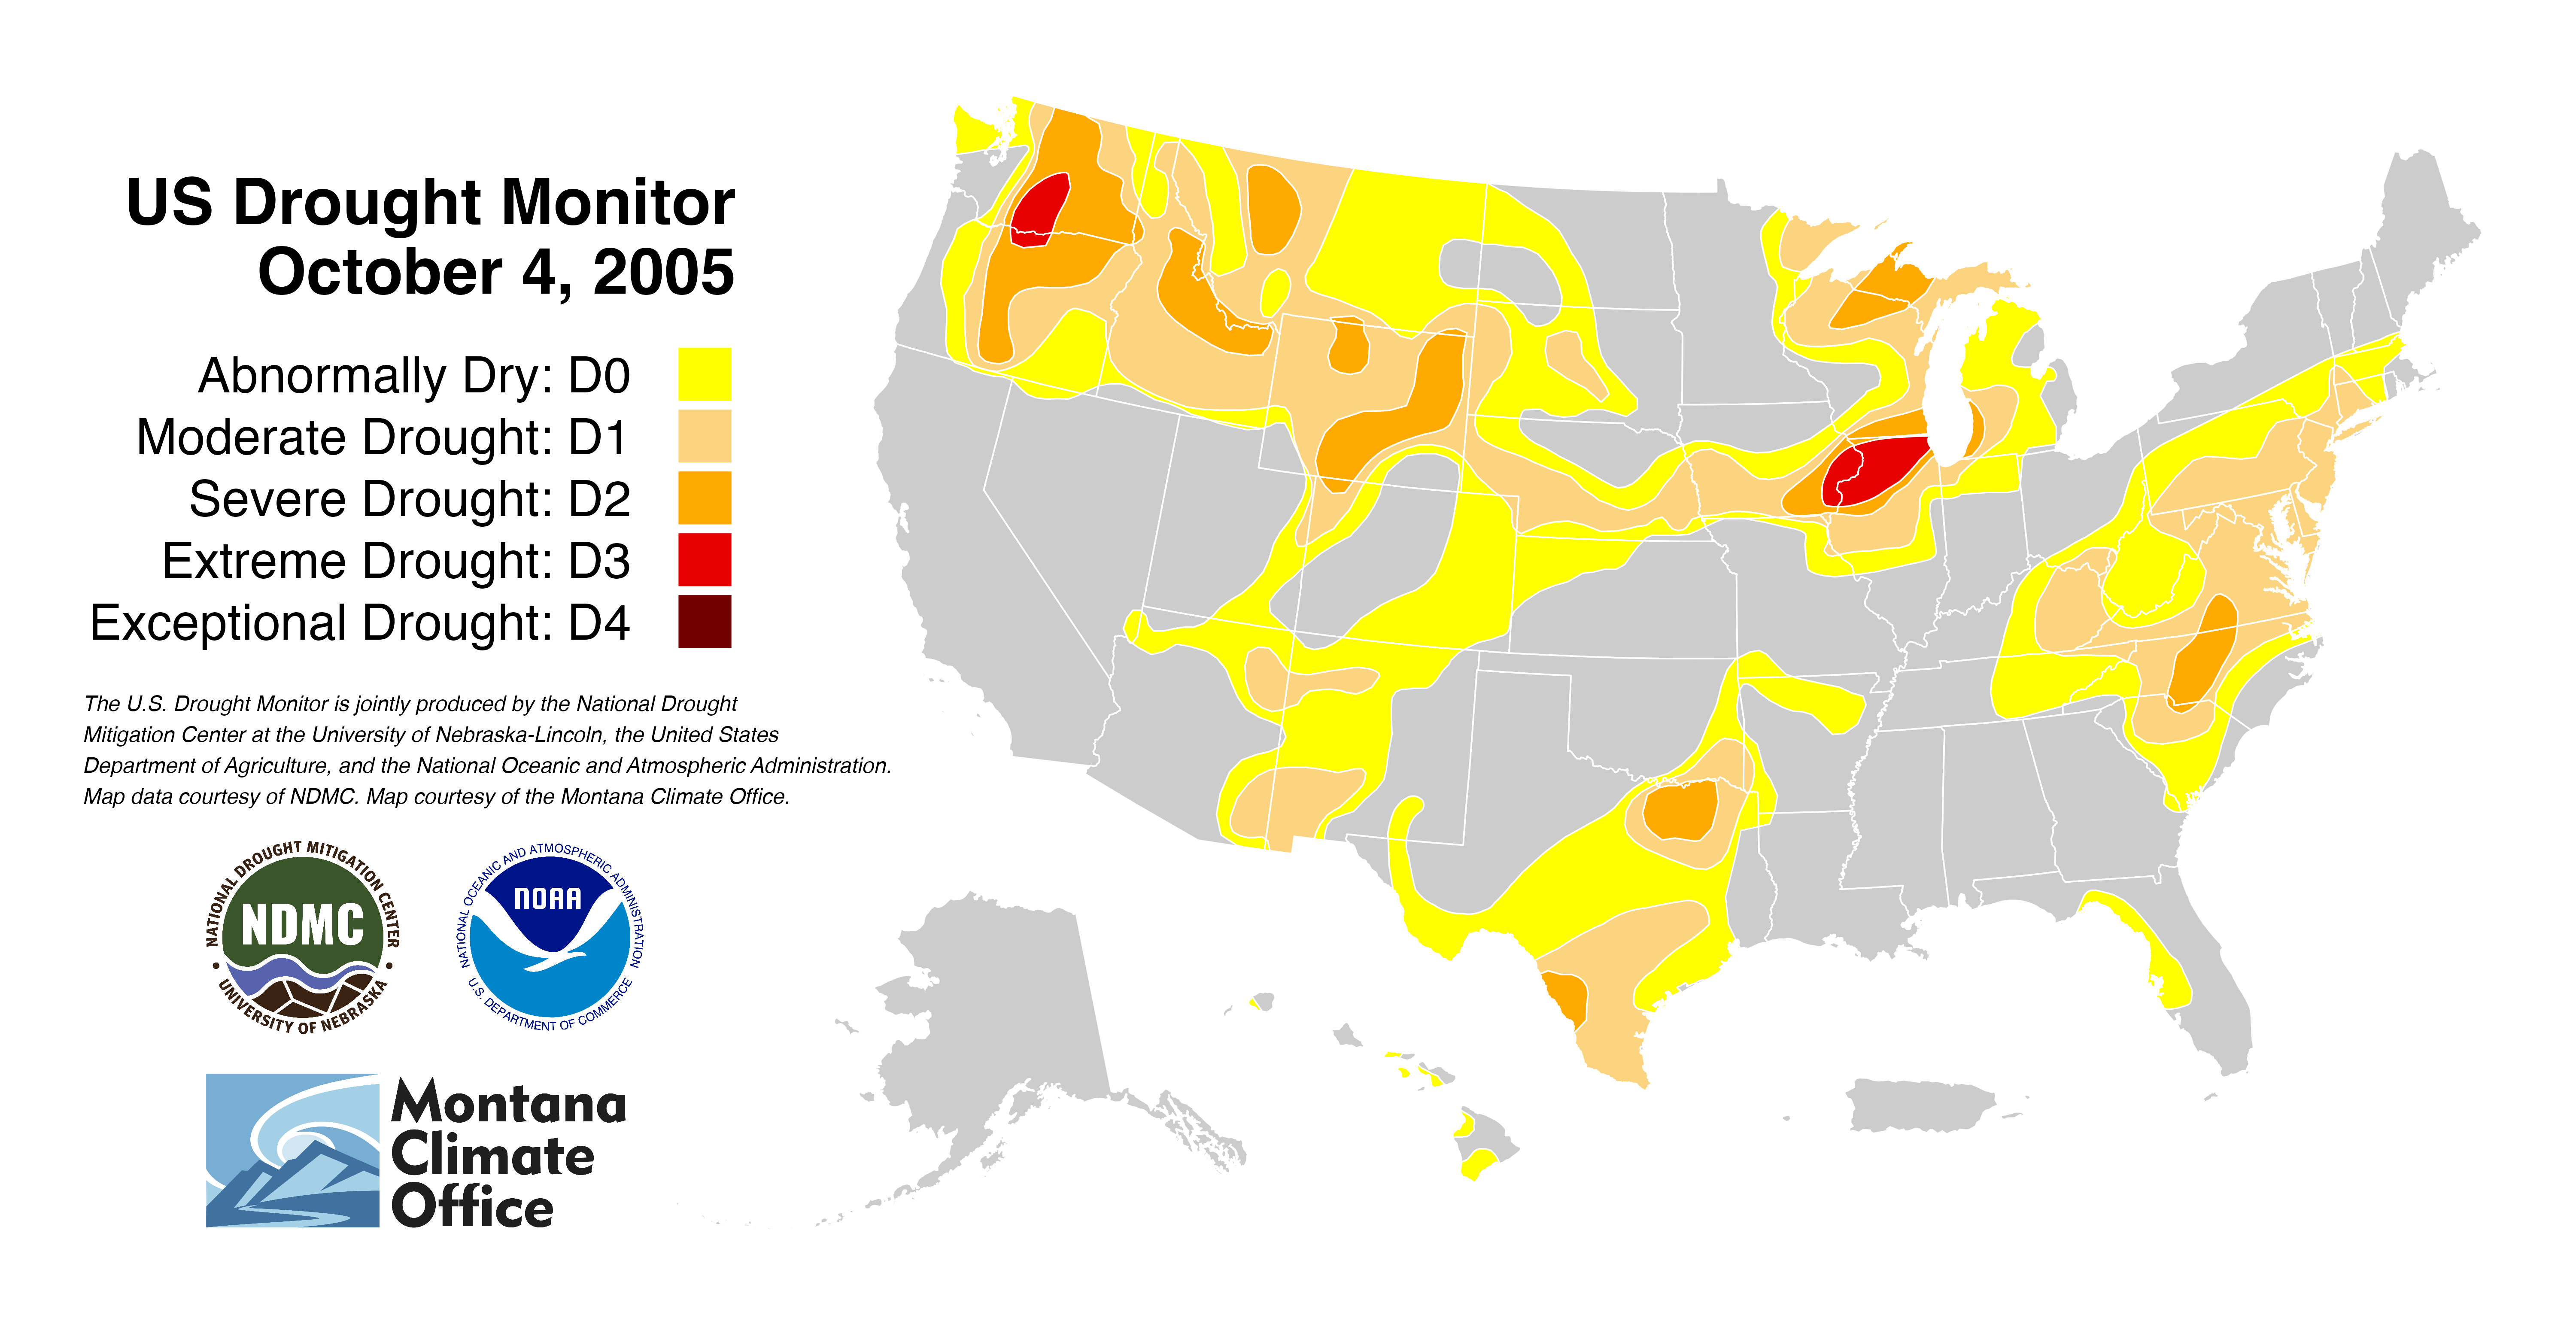 US Drought Monitor
October 4, 2005
Abnormally Dry: D0
Moderate Drought: D1
Severe Drought: D2
Extreme Drought: D3
Exceptional Drought: D4
The U.S. Drought Monitor is jointly produced by the National Drought
Mitigation Center at the University of Nebraska-Lincoln, the United States
Department of Agriculture, and the National Oceanic and Atmospheric Administration.
Map data courtesy of NDMC. Map courtesy of the Montana Climate Office.
NATIONAL DROUGHT MITIGATION CENTER
NDMC
• UNIVERSITY OF NEBRASKA •
NATIONAL OCEANIC AND ATMOSPHERIC ADMINISTRATION
NOAA
U.S. DEPARTMENT OF COMMERCE
Montana
Climate
Office